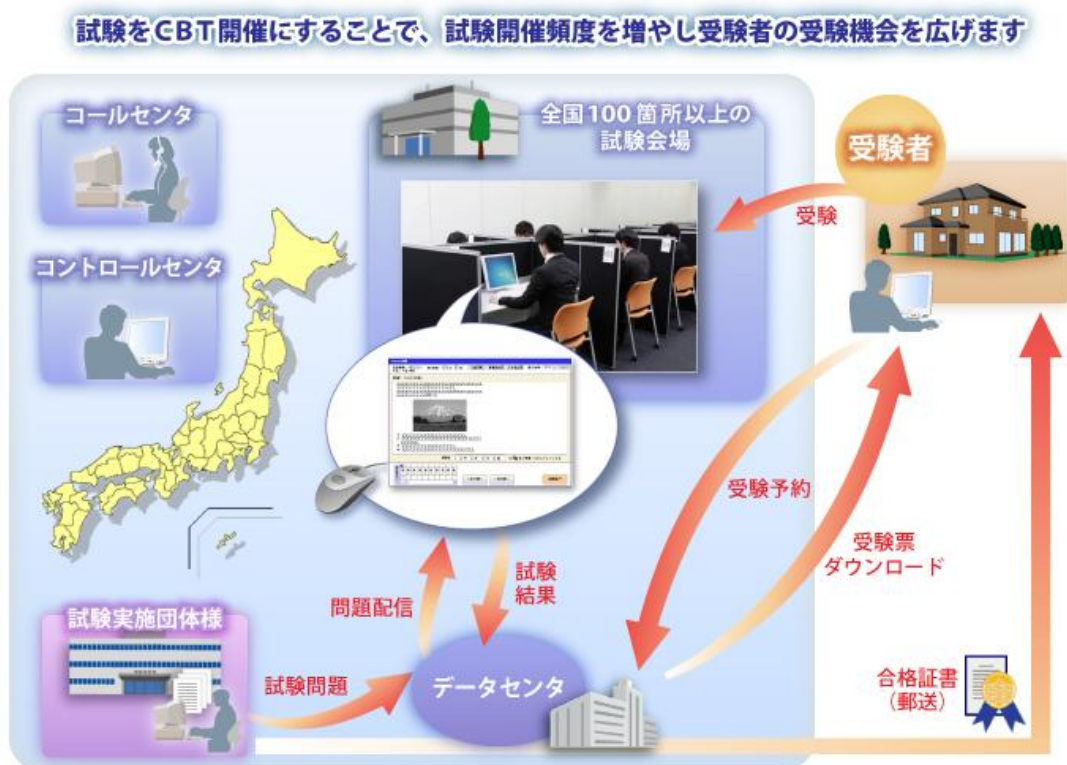 試験をCBT開催にすることで、試験開催頻度を増やし受験者の受験機会を広げます
コールセンタ
全国100箇所以上の
試験会場
受験者
受験
コントロールセンタ
受験予約
受験票
ダウンロード
試験
結果
問題配信
試験実施団体様
試験問題
データセンタ
合格証書
(郵送)